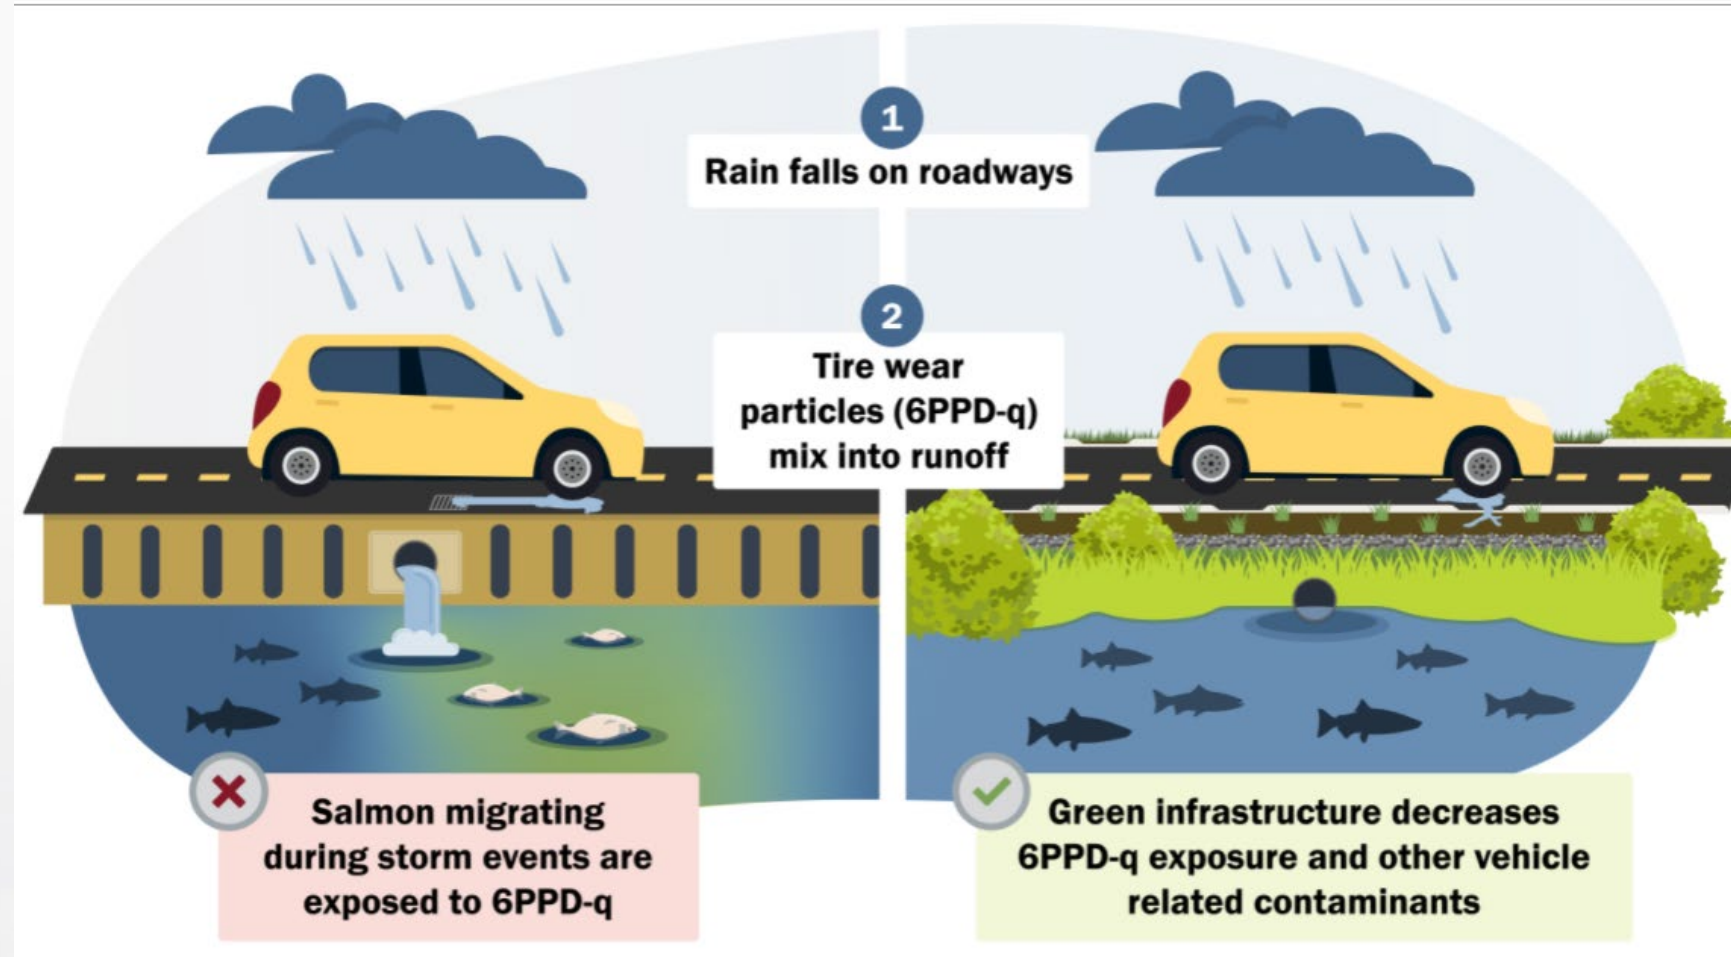 1
Rain falls on roadways
2
Tire wear
particles (6PPD-q)
mix into runoff
Salmon migrating
during storm events are
exposed to 6PPD-q
Green infrastructure decreases
6PPD-q exposure and other vehicle
related contaminants